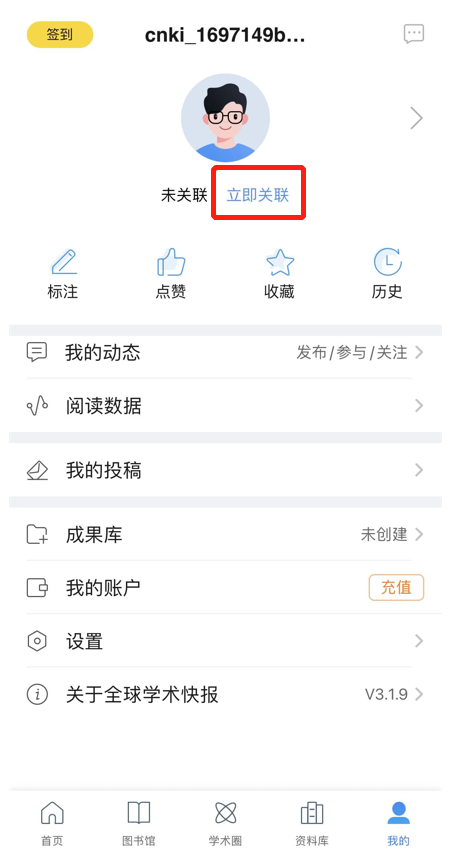 签到
cnki_1697149b...
未关联 立即关联
标注 点赞 收藏 历史
我的动态 发布/参与/关注
阅读数据
我的投稿
成果库 未创建
我的账户 充值
设置
关于全球学术快报 V3.1.9
首页 图书馆 学术圈 资料库 我的